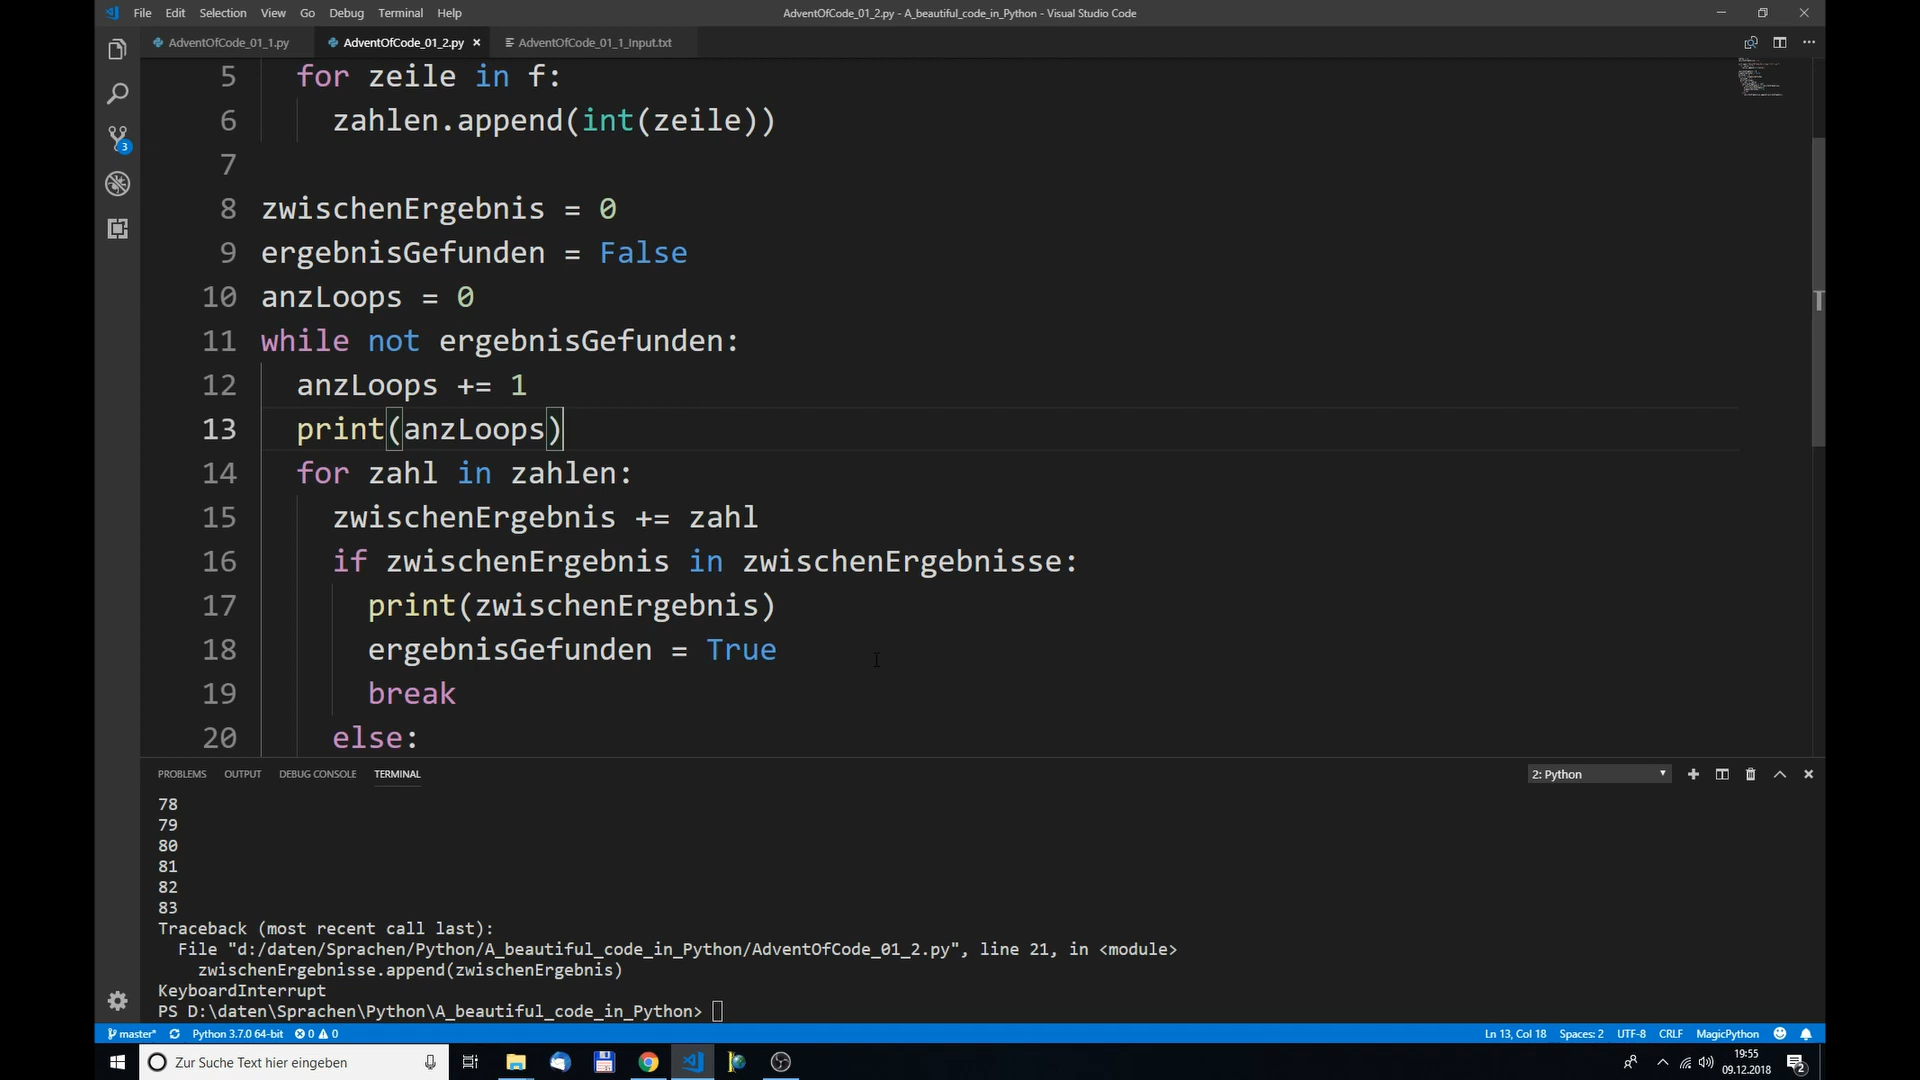 File Edit Selection View Go Debug Terminal Help
AdventOfCode_01_2.py - A_beautiful_code_in_Python - Visual Studio Code
AdventOfCode_01_1.py
AdventOfCode_01_2.py
AdventOfCode_01_1_Input.txt
5 for zeile in f:
6 zahlen.append(int(zeile))
7
8 zwischenErgebnis = 0
9 ergebnisGefunden = False
10 anzLoops = 0
11 while not ergebnisGefunden:
12 anzLoops += 1
13 print(anzLoops)
14 for zahl in zahlen:
15 zwischenErgebnis += zahl
16 if zwischenErgebnis in zwischenErgebnisse:
17 print(zwischenErgebnis)
18 ergebnisGefunden = True
19 break
20 else:
3
PROBLEMS OUTPUT DEBUG CONSOLE TERMINAL
2: Python
78
79
80
81
82
83
Traceback (most recent call last):
File "d:/daten/Sprachen/Python/A_beautiful_code_in_Python/AdventOfCode_01_2.py", line 21, in <module>
zwischenErgebnisse.append(zwischenErgebnis)
KeyboardInterrupt
PS D:\daten\Sprachen\Python\A_beautiful_code_in_Python>
master* Python 3.7.0 64-bit 0 0
Ln 13, Col 18 Spaces: 2 UTF-8 CRLF MagicPython
Zur Suche Text hier eingeben
19:55
09.12.2018
2